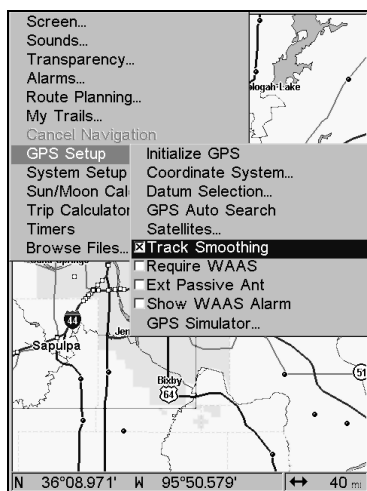 Screen...
Sounds...
Transparency...
Alarms...
Route Planning...
My Trails...
Cancel Navigation
GPS Setup
System Setup
Sun/Moon Cal
Trip Calculator
Timers
Browse Files...
Initialize GPS
Coordinate System...
Datum Selection...
GPS Auto Search
Satellites...
Track Smoothing
Require WAAS
Ext Passive Ant
Show WAAS Alarm
GPS Simulator...
ologah Lake
44
Sapulpa
Jen
Bixby
64
51
N 36°08.971' W 95°50.579' ↔ 40 mi